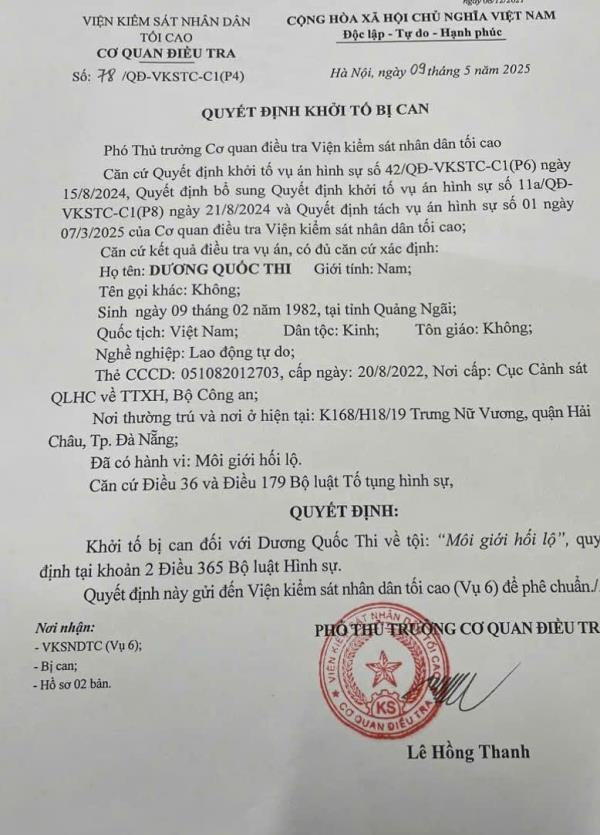 ngày 08/12/2021
VIỆN KIỂM SÁT NHÂN DÂN
TỐI CAO
CƠ QUAN ĐIỀU TRA
Số: 78 /QĐ-VKSTC-C1(P4)
CỘNG HÒA XÃ HỘI CHỦ NGHĨA VIỆT NAM
Độc lập - Tự do - Hạnh phúc
Hà Nội, ngày 09 tháng 5 năm 2025
QUYẾT ĐỊNH KHỞI TỐ BỊ CAN
Phó Thủ trưởng Cơ quan điều tra Viện kiểm sát nhân dân tối cao
Căn cứ Quyết định khởi tố vụ án hình sự số 42/QĐ-VKSTC-C1(P6) ngày
15/8/2024, Quyết định bổ sung Quyết định khởi tố vụ án hình sự số 11a/QĐ-
VKSTC-C1(P8) ngày 21/8/2024 và Quyết định tách vụ án hình sự số 01 ngày
07/3/2025 của Cơ quan điều tra Viện kiểm sát nhân dân tối cao;
Căn cứ kết quả điều tra vụ án, có đủ căn cứ xác định:
Họ tên: DƯƠNG QUỐC THI Giới tính: Nam;
Tên gọi khác: Không;
Sinh ngày 09 tháng 02 năm 1982, tại tỉnh Quảng Ngãi;
Quốc tịch: Việt Nam; Dân tộc: Kinh; Tôn giáo: Không;
Nghề nghiệp: Lao động tự do;
Thẻ CCCD: 051082012703, cấp ngày: 20/8/2022, Nơi cấp: Cục Cảnh sát
QLHC về TTXH, Bộ Công an;
Nơi thường trú và nơi ở hiện tại: K168/H18/19 Trưng Nữ Vương, quận Hải
Châu, Tp. Đà Nẵng;
Đã có hành vi: Môi giới hối lộ.
Căn cứ Điều 36 và Điều 179 Bộ luật Tố tụng hình sự,
QUYẾT ĐỊNH:
Khởi tố bị can đối với Dương Quốc Thi về tội: “Môi giới hối lộ”, quy
định tại khoản 2 Điều 365 Bộ luật Hình sự.
Quyết định này gửi đến Viện kiểm sát nhân dân tối cao (Vụ 6) để phê chuẩn./.
Nơi nhận:
- VKSNDTC (Vụ 6);
- Bị can;
- Hồ sơ 02 bản.
PHÓ THỦ TRƯỞNG CƠ QUAN ĐIỀU TR
VIỆN KIỂM SÁT NHÂN DÂN TỐI CAO
KS
CƠ QUAN ĐIỀU TRA
Lê Hồng Thanh